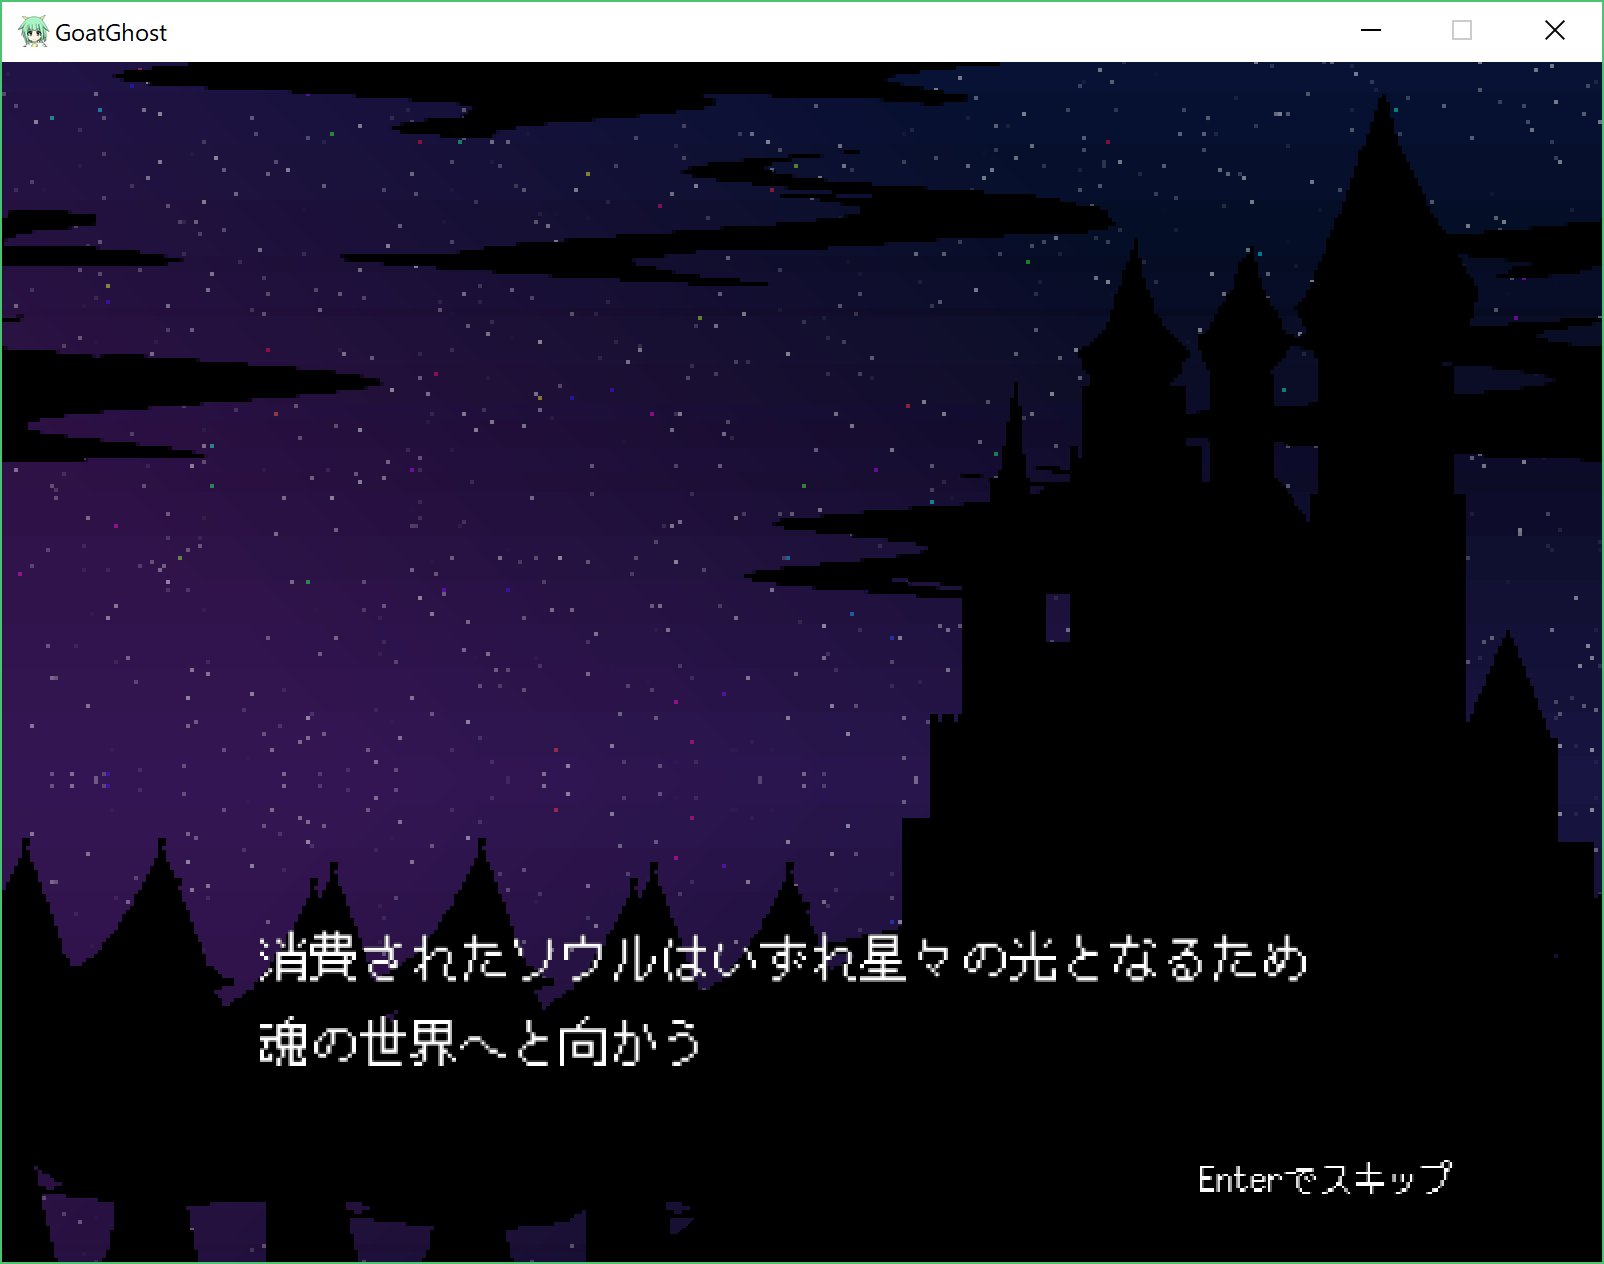 GoatGhost
消費されたソウルはいずれ星々の光となるため
魂の世界へと向かう
Enterでスキップ